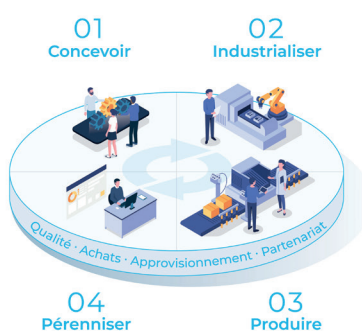 01
Concevoir
02
Industrialiser
Qualité · Achats · Approvisionnement · Partenariat
04
Pérenniser
03
Produire